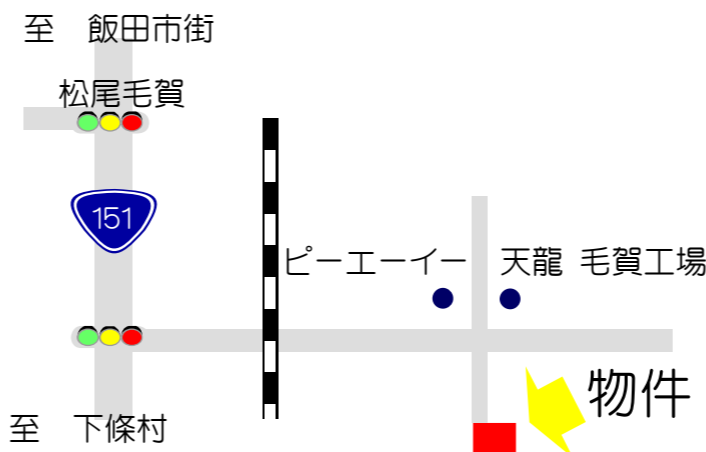 至 飯田市街
松尾毛賀
151
ピーエーイー
天龍 毛賀工場
物件
至 下條村